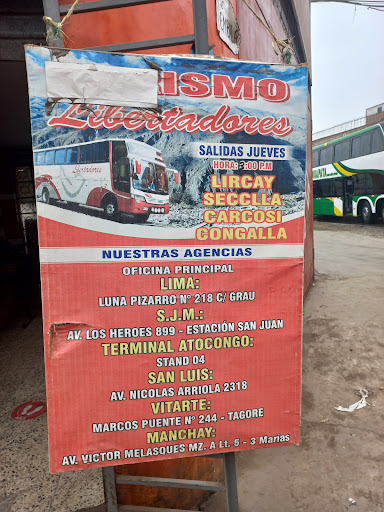 RISMO
Libertadores
SALIDAS JUEVES
HORA: :00 P.M
LIRCAY
SECCLLA
CARCOSI
CONGALLA
NUESTRAS AGENCIAS
OFICINA PRINCIPAL
LIMA:
LUNA PIZARRO N° 218 C/ GRAU
S.J.M.:
AV. LOS HEROES 899 - ESTACIÓN SAN JUAN
TERMINAL ATOCONGO:
STAND 04
SAN LUIS:
AV. NICOLAS ARRIOLA 2318
VITARTE:
MARCOS PUENTE N° 244 - TAGORE
MANCHAY:
AV. VICTOR MELASQUES MZ. A Lt. 5 - 3 Marias